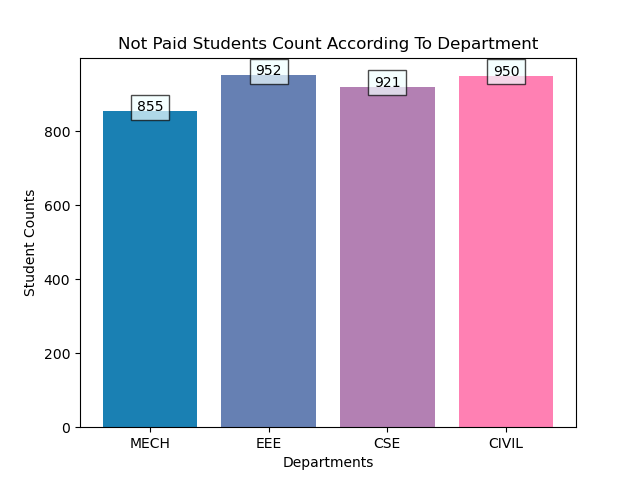 Not Paid Students Count According To Department
855
952
921
950
800
600
400
200
0
Student Counts
MECH
EEE
CSE
CIVIL
Departments